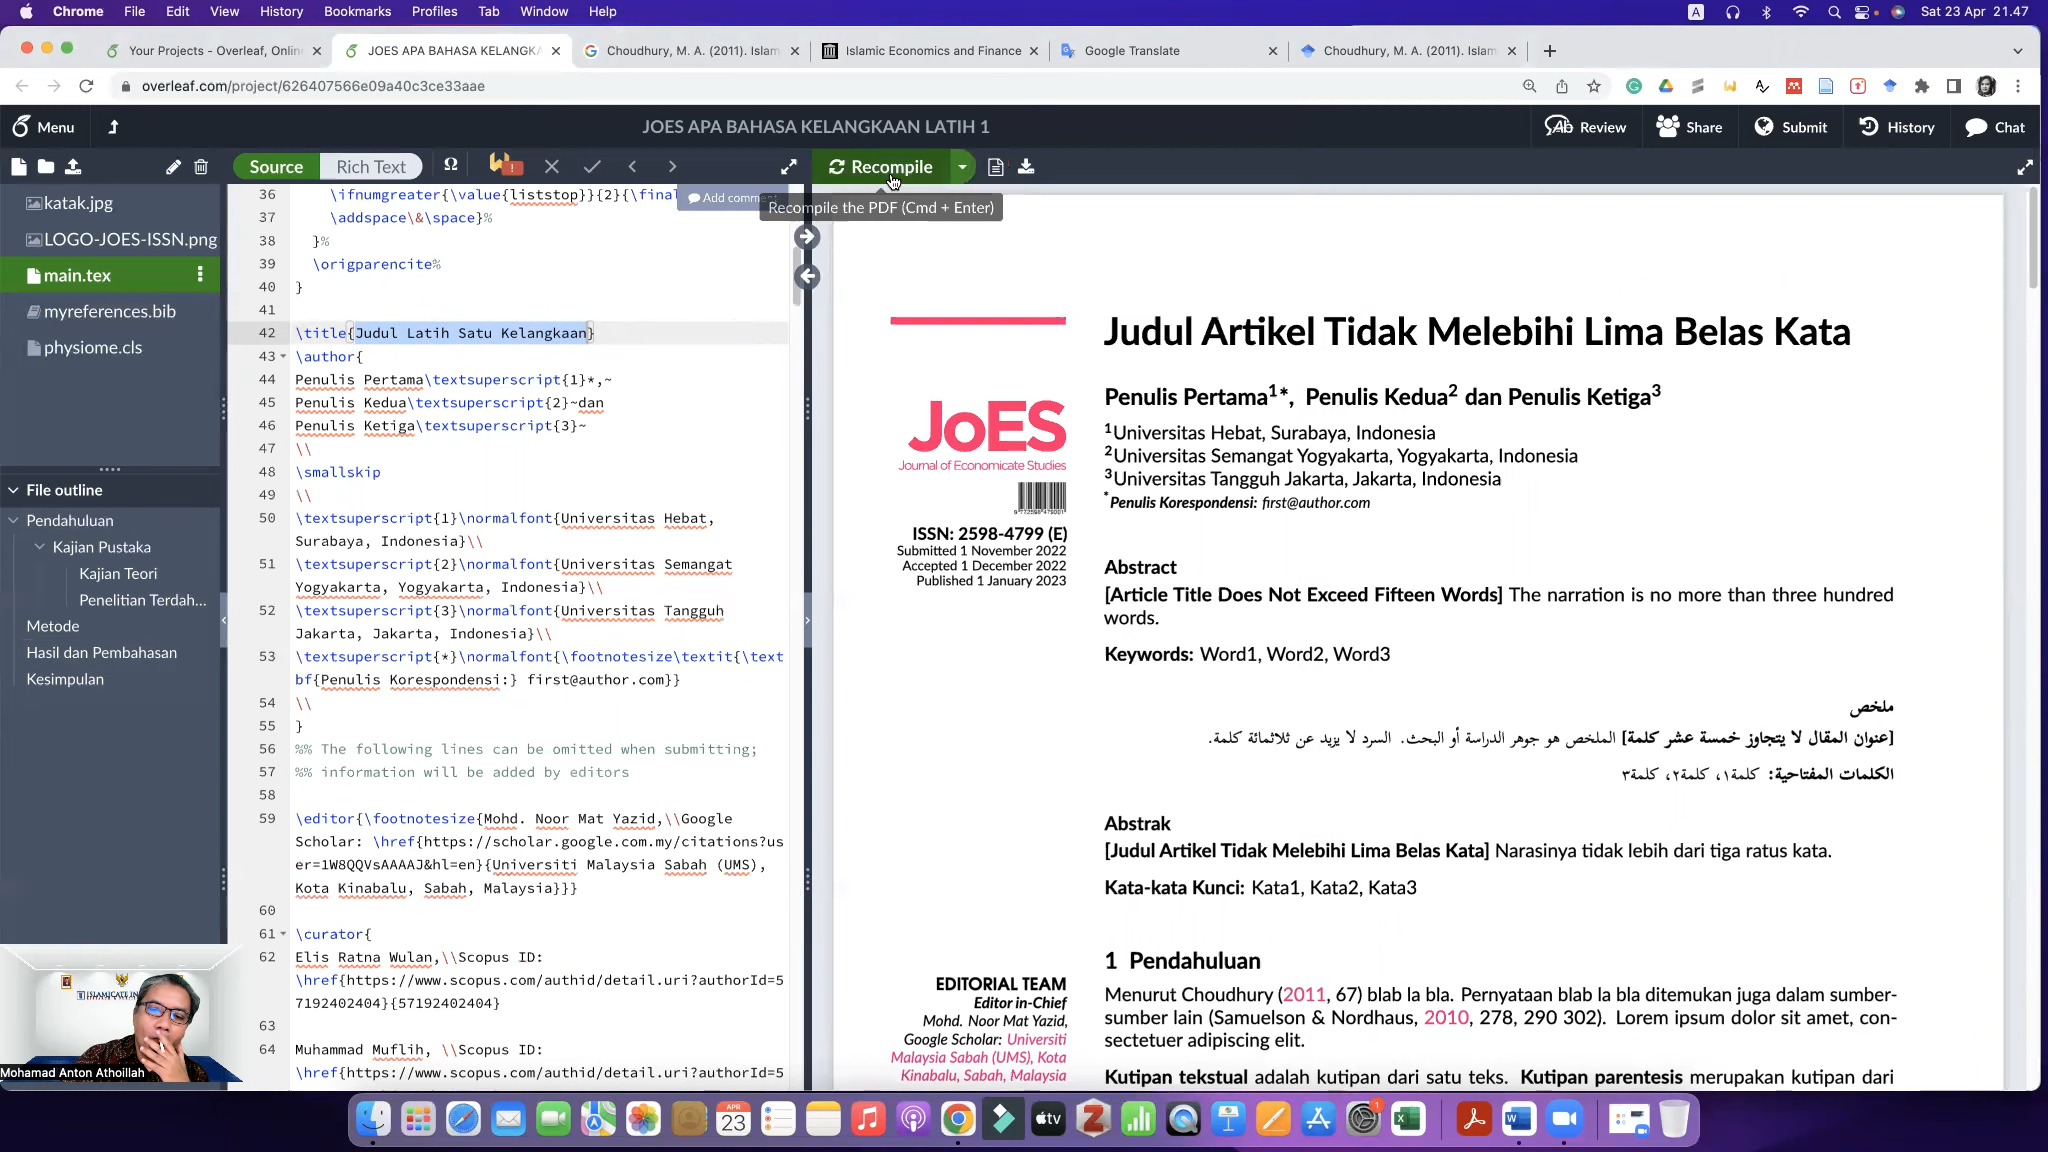 Chrome File Edit View History Bookmarks Profiles Tab Window Help
A Sat 23 Apr 21.47
Your Projects - Overleaf, Onlin
JOES APA BAHASA KELANGKA
Choudhury, M. A. (2011). Islam
Islamic Economics and Finance
Google Translate
Choudhury, M. A. (2011). Islam
overleaf.com/project/626407566e09a40c3ce33aae
Menu
JOES APA BAHASA KELANGKAAN LATIH 1
Review Share Submit History Chat
Source Rich Text Ω
Recompile
Recompile the PDF (Cmd + Enter)
Add comment
katak.jpg
LOGO-JOES-ISSN.png
main.tex
myreferences.bib
physiome.cls
File outline
Pendahuluan
Kajian Pustaka
Kajian Teori
Penelitian Terdah...
Metode
Hasil dan Pembahasan
Kesimpulan
36 \ifnumgreater{\value{liststop}}{2}{\final
37 \addspace\&\space}%
38 }%
39 \origparencite%
40 }
41
42 \title{Judul Latih Satu Kelangkaan}
43 \author{
44 Penulis Pertama\textsuperscript{1}*,~
45 Penulis Kedua\textsuperscript{2}~dan
46 Penulis Ketiga\textsuperscript{3}~
47 \\
48 \smallskip
49 \\
50 \textsuperscript{1}\normalfont{Universitas Hebat,
Surabaya, Indonesia}\\
51 \textsuperscript{2}\normalfont{Universitas Semangat
Yogyakarta, Yogyakarta, Indonesia}\\
52 \textsuperscript{3}\normalfont{Universitas Tangguh
Jakarta, Jakarta, Indonesia}\\
53 \textsuperscript{*}\normalfont{\footnotesize\textit{\text
bf{Penulis Korespondensi:} first@author.com}}
54 \\
55 }
56 %% The following lines can be omitted when submitting;
57 %% information will be added by editors
58
59 \editor{\footnotesize{Mohd. Noor Mat Yazid,\\Google
Scholar: \href{https://scholar.google.com.my/citations?us
er=1W8QQVsAAAAJ&hl=en}{Universiti Malaysia Sabah (UMS),
Kota Kinabalu, Sabah, Malaysia}}}
60
61 \curator{
62 Elis Ratna Wulan,\\Scopus ID:
\href{https://www.scopus.com/authid/detail.uri?authorId=5
7192402404}{57192402404}
63
64 Muhammad Muflih, \\Scopus ID:
\href{https://www.scopus.com/authid/detail.uri?authorId=5
Judul Artikel Tidak Melebihi Lima Belas Kata
Penulis Pertama1*, Penulis Kedua2 dan Penulis Ketiga3
1Universitas Hebat, Surabaya, Indonesia
2Universitas Semangat Yogyakarta, Yogyakarta, Indonesia
3Universitas Tangguh Jakarta, Jakarta, Indonesia
*Penulis Korespondensi: first@author.com
JoES
Journal of Economicate Studies
ISSN: 2598-4799 (E)
Submitted 1 November 2022
Accepted 1 December 2022
Published 1 January 2023
Abstract
[Article Title Does Not Exceed Fifteen Words] The narration is no more than three hundred
words.
Keywords: Word1, Word2, Word3
ملخص
[عنوان المقال لا يتجاوز خمسة عشر كلمة] الملخص هو جوهر الدراسة أو البحث. السرد لا يزيد عن ثلاثمائة كلمة.
الكلمات المفتاحية: كلمة١، كلمة٢، كلمة٣
Abstrak
[Judul Artikel Tidak Melebihi Lima Belas Kata] Narasinya tidak lebih dari tiga ratus kata.
Kata-kata Kunci: Kata1, Kata2, Kata3
1 Pendahuluan
Menurut Choudhury (2011, 67) blab la bla. Pernyataan blab la bla ditemukan juga dalam sumber-
sumber lain (Samuelson & Nordhaus, 2010, 278, 290 302). Lorem ipsum dolor sit amet, con-
sectetuer adipiscing elit.
Kutipan tekstual adalah kutipan dari satu teks. Kutipan parentesis merupakan kutipan dari
EDITORIAL TEAM
Editor in-Chief
Mohd. Noor Mat Yazid,
Google Scholar: Universiti
Malaysia Sabah (UMS), Kota
Kinabalu, Sabah, Malaysia
Mohamad Anton Athoillah
APR
23
tv
1